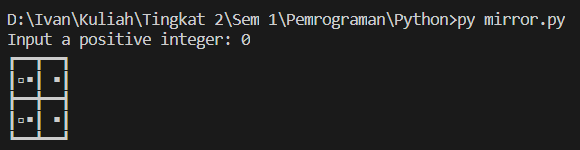 D:\Ivan\Kuliah\Tingkat 2\Sem 1\Pemrograman\Python>py mirror.py
Input a positive integer: 0
┏━┳━┓
┃▫▪┃ ▪┃
┣━╋━┫
┃▫▪┃ ▪┃
┗━┻━┛